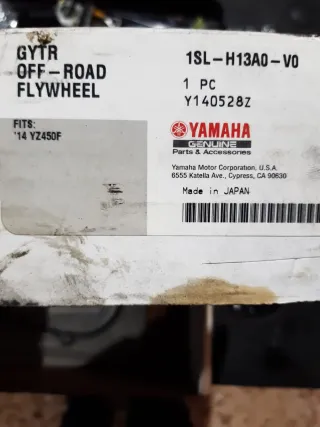 GYTR
OFF-ROAD
FLYWHEEL
FITS:
'14 YZ450F
1SL-H13A0-V0
1 PC
Y140528Z
YAMAHA
GENUINE
Parts & Accessories
Yamaha Motor Corporation, U.S.A.
6555 Katella Ave., Cypress, CA 90630
Made in JAPAN